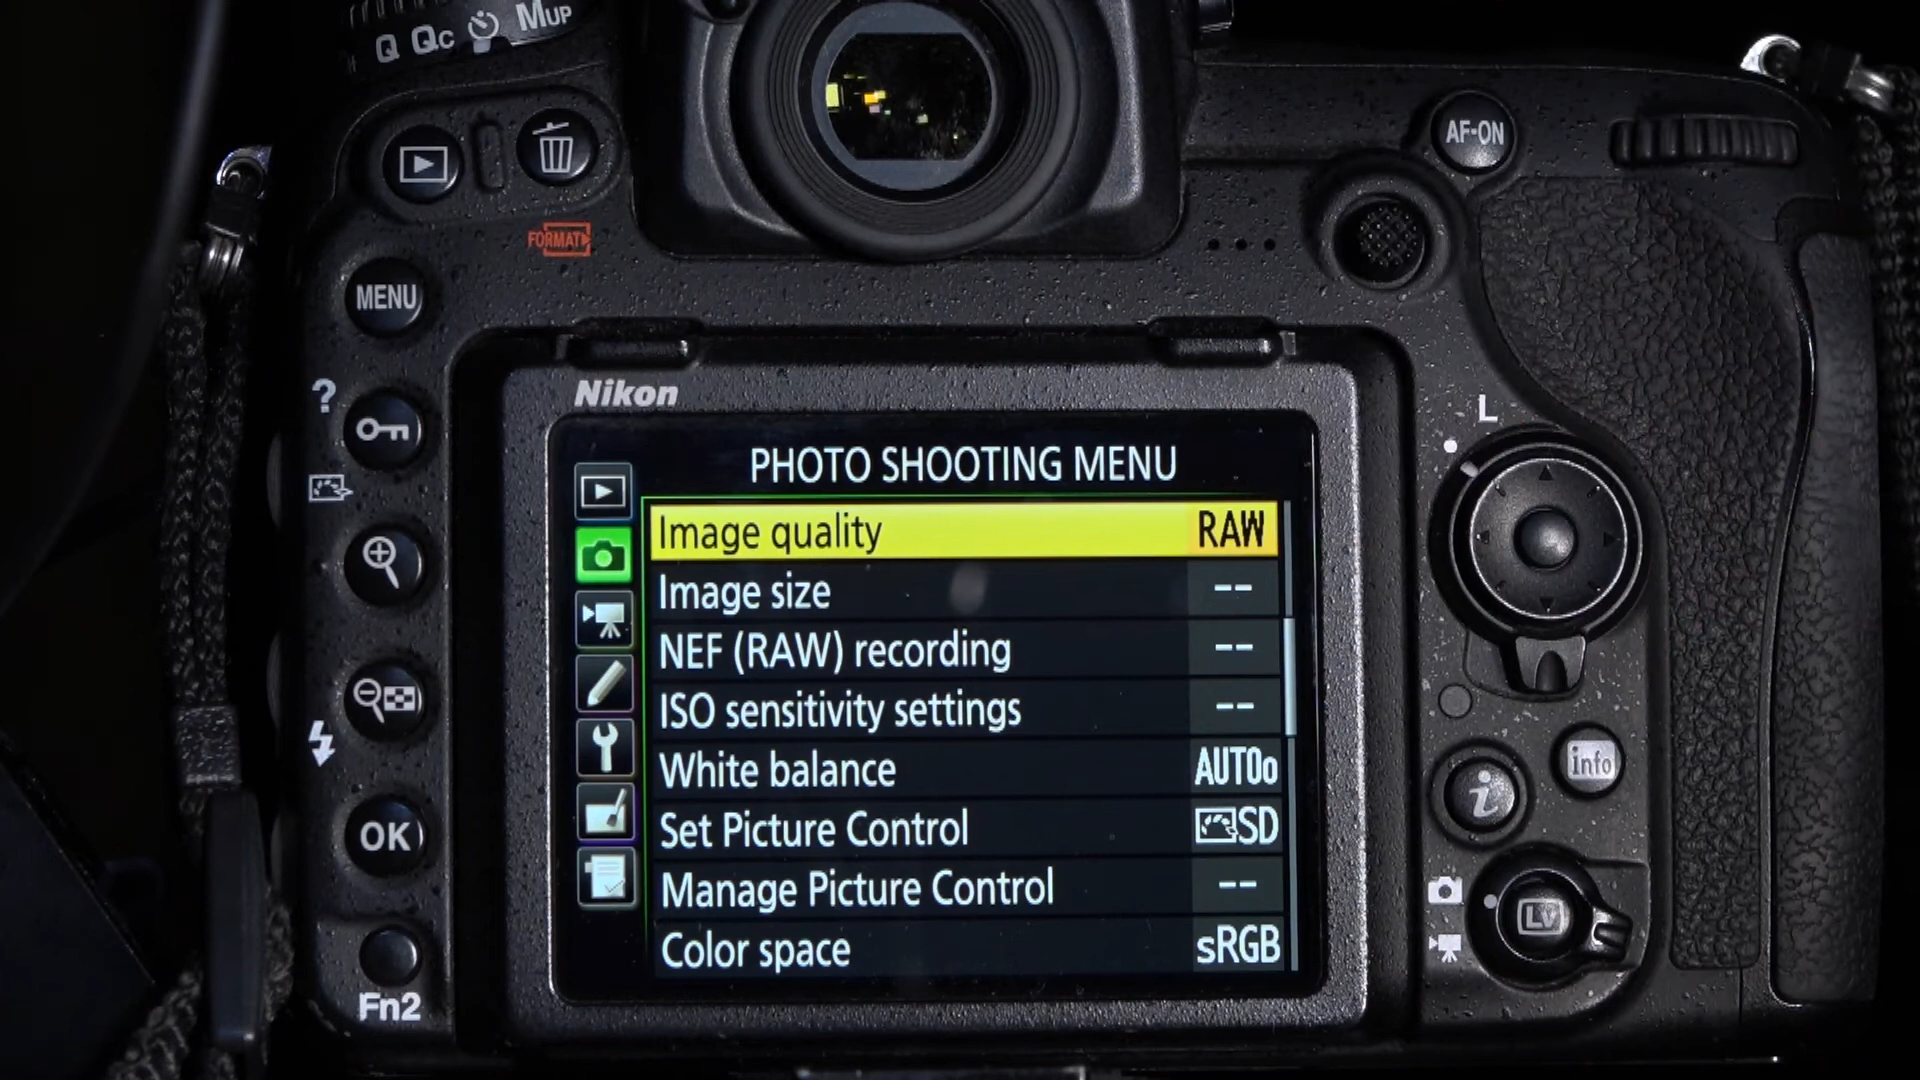 Q Qc MUP
AF-ON
FORMAT
MENU
?
Nikon
L
PHOTO SHOOTING MENU
Image quality RAW
Image size --
NEF (RAW) recording --
ISO sensitivity settings --
White balance AUTO0
Set Picture Control SD
Manage Picture Control --
Color space sRGB
info
i
OK
Lv
Fn2